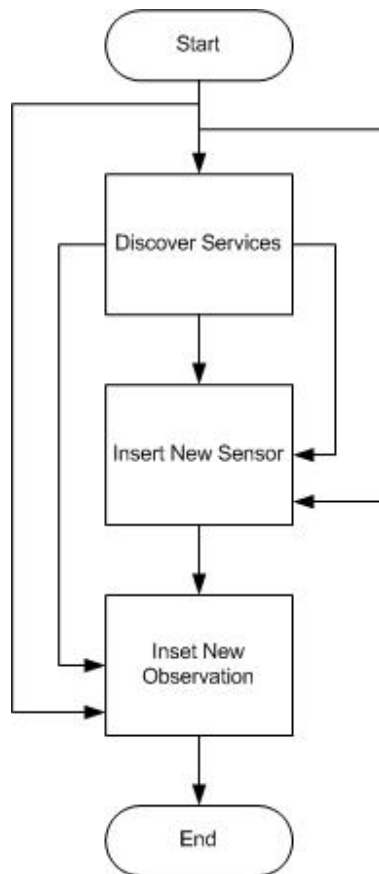 Start
Discover Services
Insert New Sensor
Inset New
Observation
End